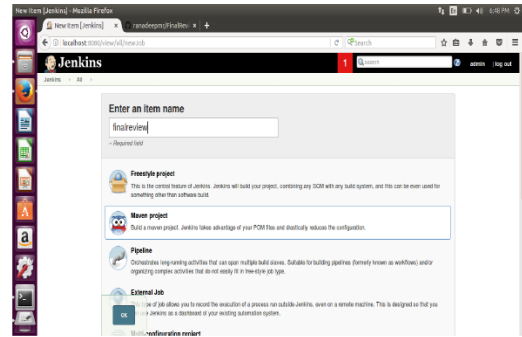 New Item [Jenkins] - Mozilla Firefox
En
6:48 PM
New Item [Jenkins]
ranadeepmc/FinalRevi
localhost:8080/view/all/newJob
Search
Jenkins
1
search
admin
log out
Jenkins
All
Enter an item name
finalreview
» Required field
Freestyle project
This is the central feature of Jenkins. Jenkins will build your project, combining any SCM with any build system, and this can be even used for
something other than software build.
Maven project
Build a maven project. Jenkins takes advantage of your POM files and drastically reduces the configuration.
Pipeline
Orchestrates long-running activities that can span multiple build slaves. Suitable for building pipelines (formerly known as workflows) and/or
organizing complex activities that do not easily fit in free-style job type.
External Job
This type of job allows you to record the execution of a process run outside Jenkins, even on a remote machine. This is designed so that you
can use Jenkins as a dashboard of your existing automation system.
OK
Multi-configuration project